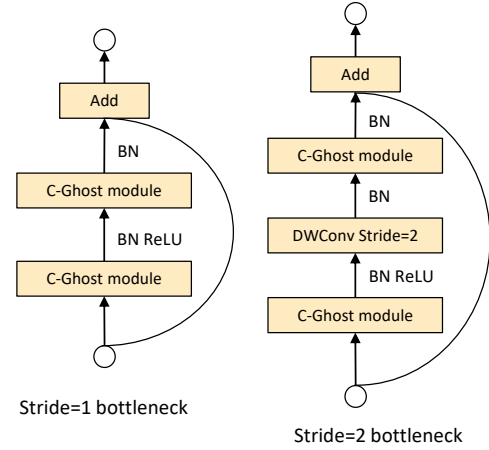 Add
BN
C-Ghost module
BN ReLU
C-Ghost module
Stride=1 bottleneck
Add
BN
C-Ghost module
BN
DWConv Stride=2
BN ReLU
C-Ghost module
Stride=2 bottleneck